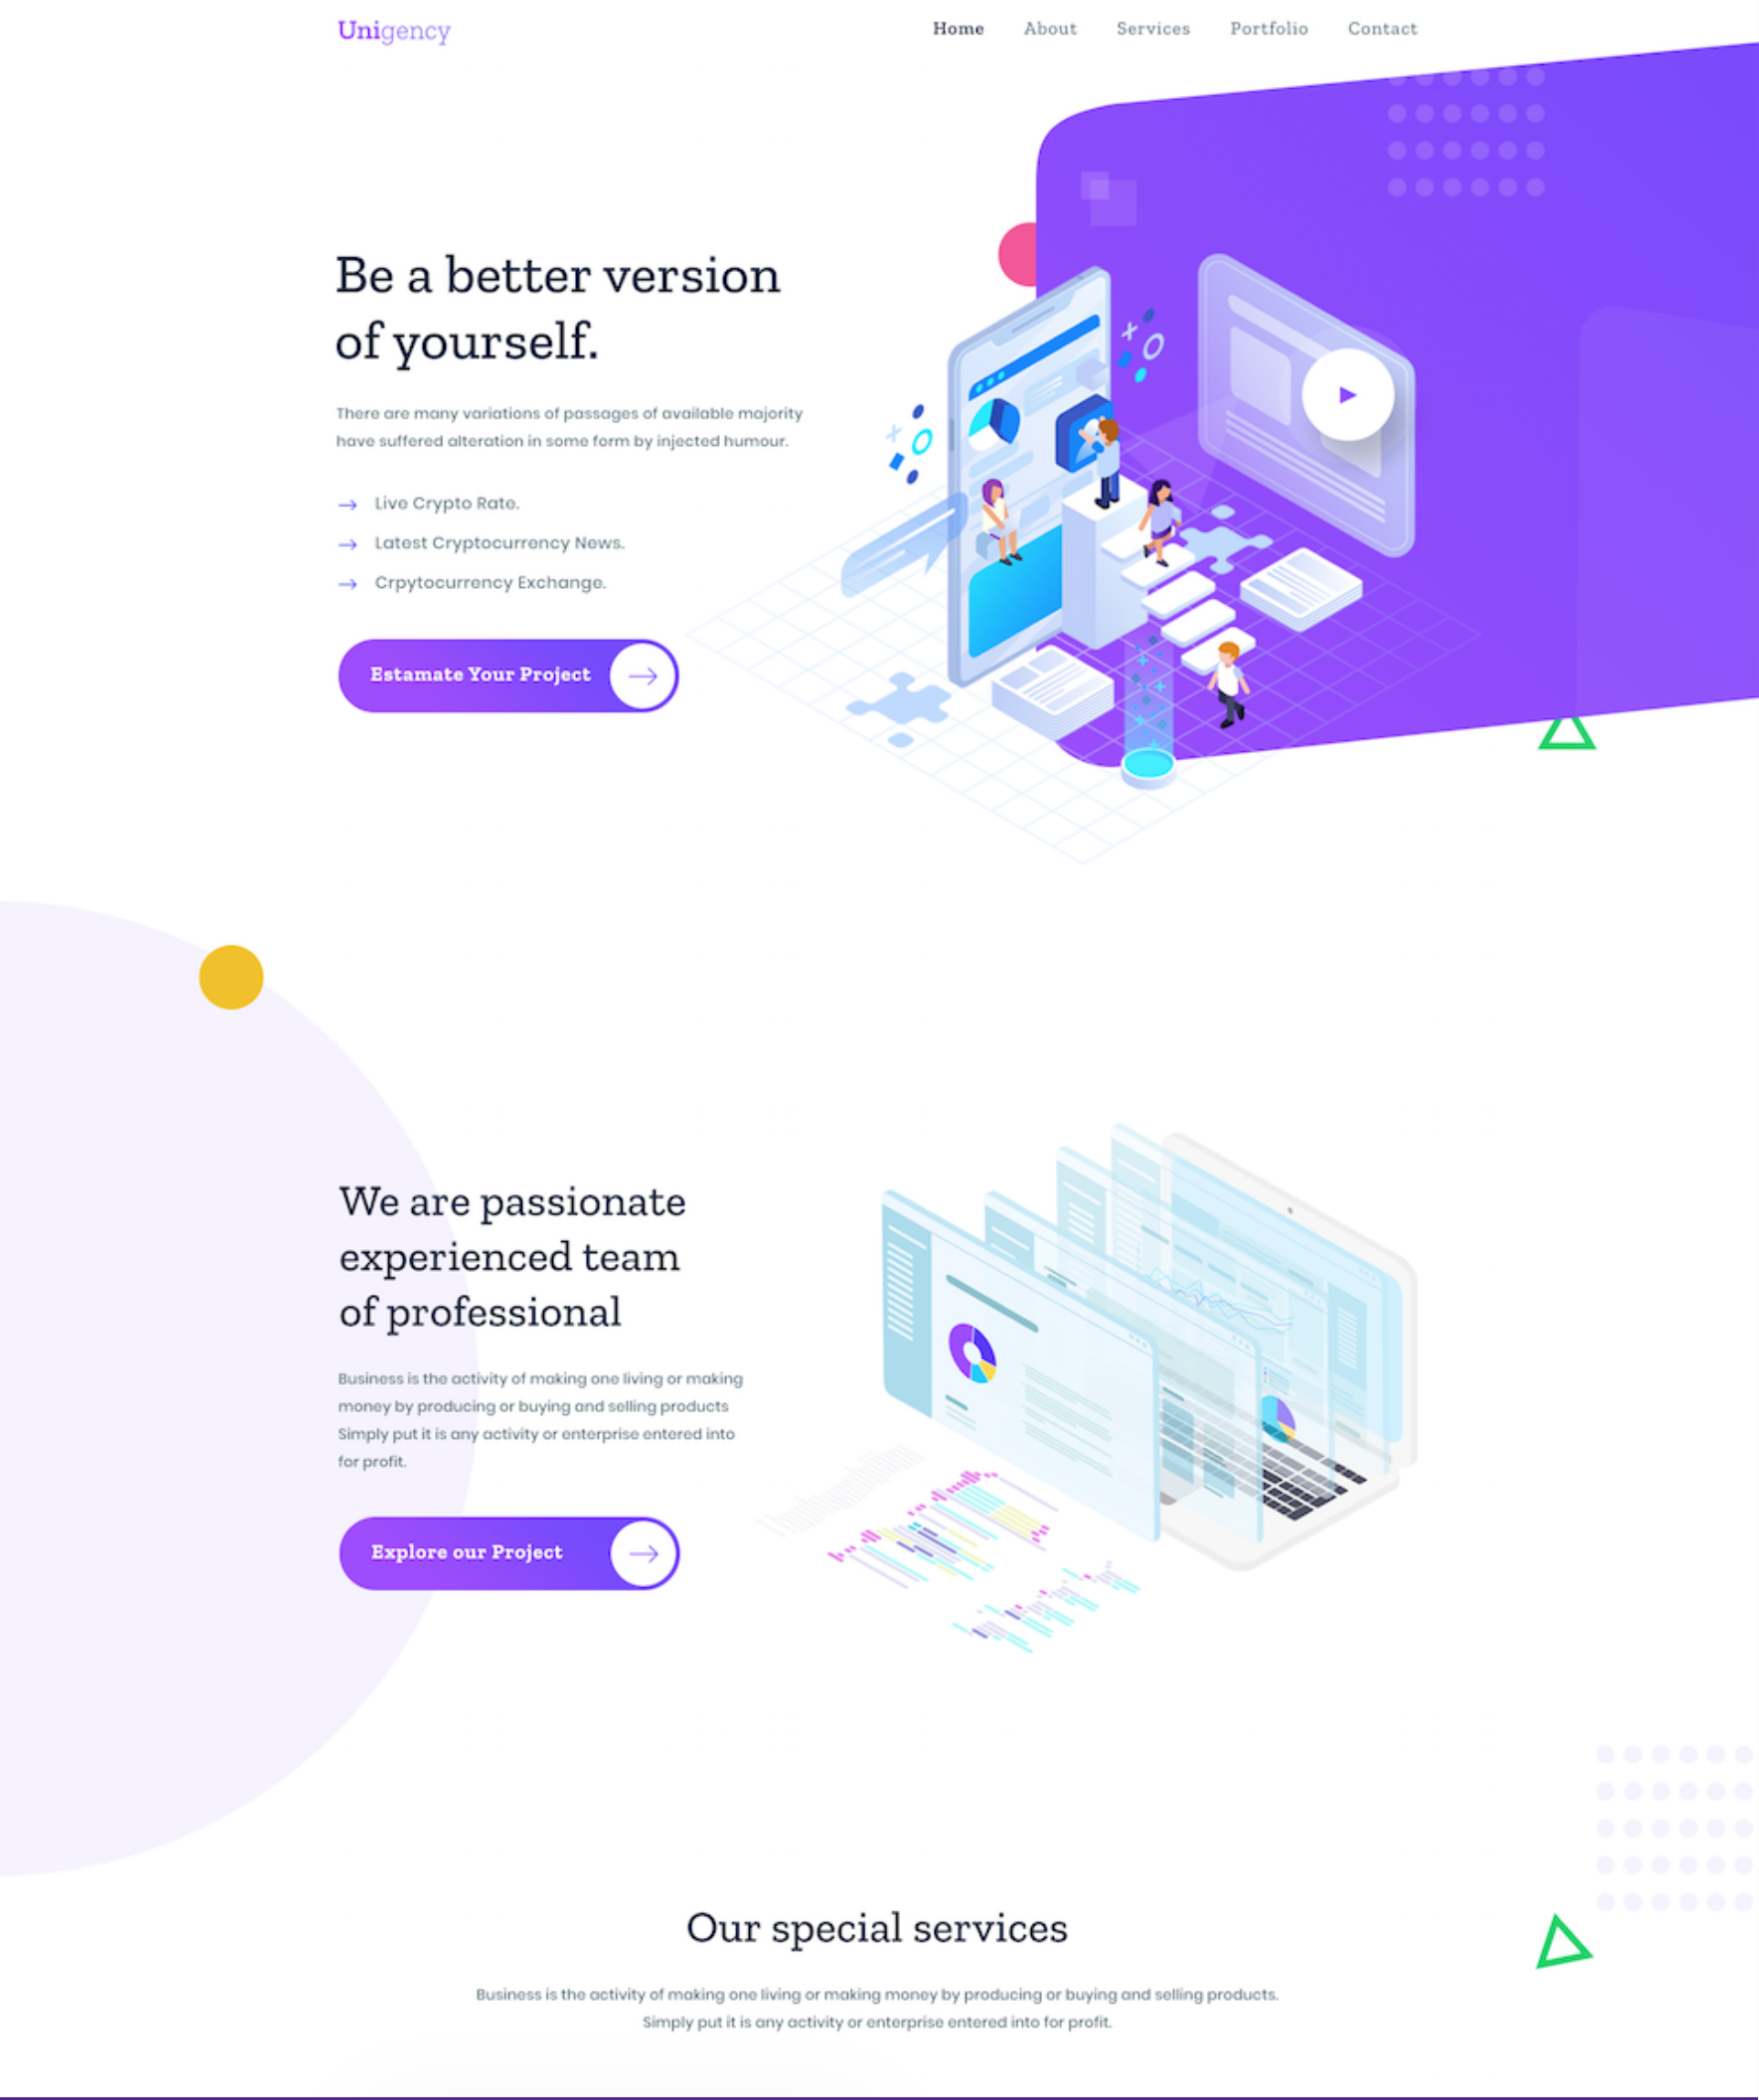 Unigency
Home About Services Portfolio Contact
Be a better version
of yourself.
There are many variations of passages of available majority
have suffered alteration in some form by injected humour.
Live Crypto Rate.
Latest Cryptocurrency News.
Crpytocurrency Exchange.
Estamate Your Project
We are passionate
experienced team
of professional
Business is the activity of making one living or making
money by producing or buying and selling products
Simply put it is any activity or enterprise entered into
for profit.
Explore our Project
Our special services
Business is the activity of making one living or making money by producing or buying and selling products.
Simply put it is any activity or enterprise entered into for profit.